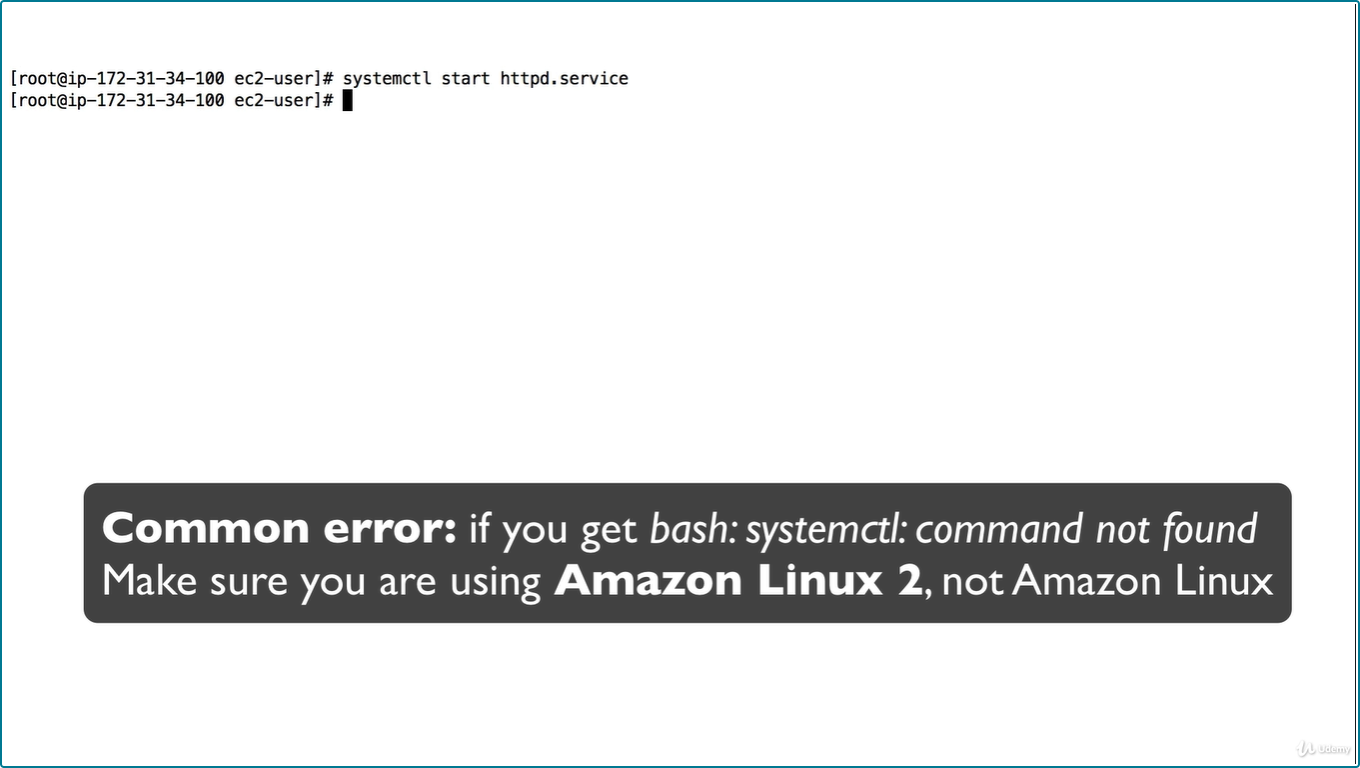 [root@ip-172-31-34-100 ec2-user]# systemctl start httpd.service
[root@ip-172-31-34-100 ec2-user]#
Common error: if you get bash: systemctl: command not found
Make sure you are using Amazon Linux 2, not Amazon Linux
Udemy